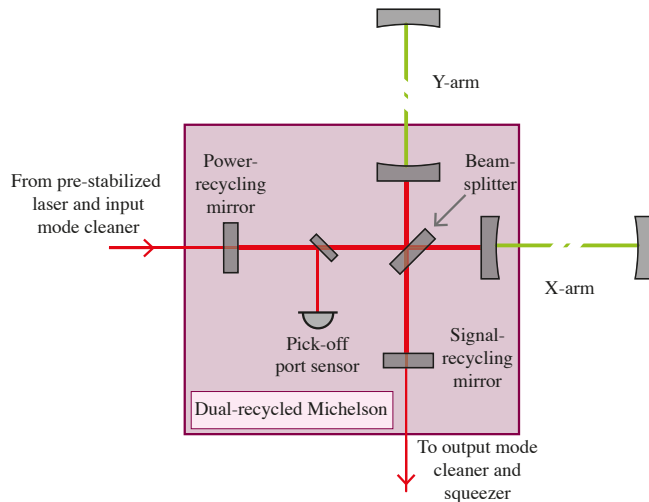 Y-arm
Power-
recycling
mirror
Beam-
splitter
From pre-stabilized
laser and input
mode cleaner
X-arm
Pick-off
port sensor
Signal-
recycling
mirror
Dual-recycled Michelson
To output mode
cleaner and
squeezer